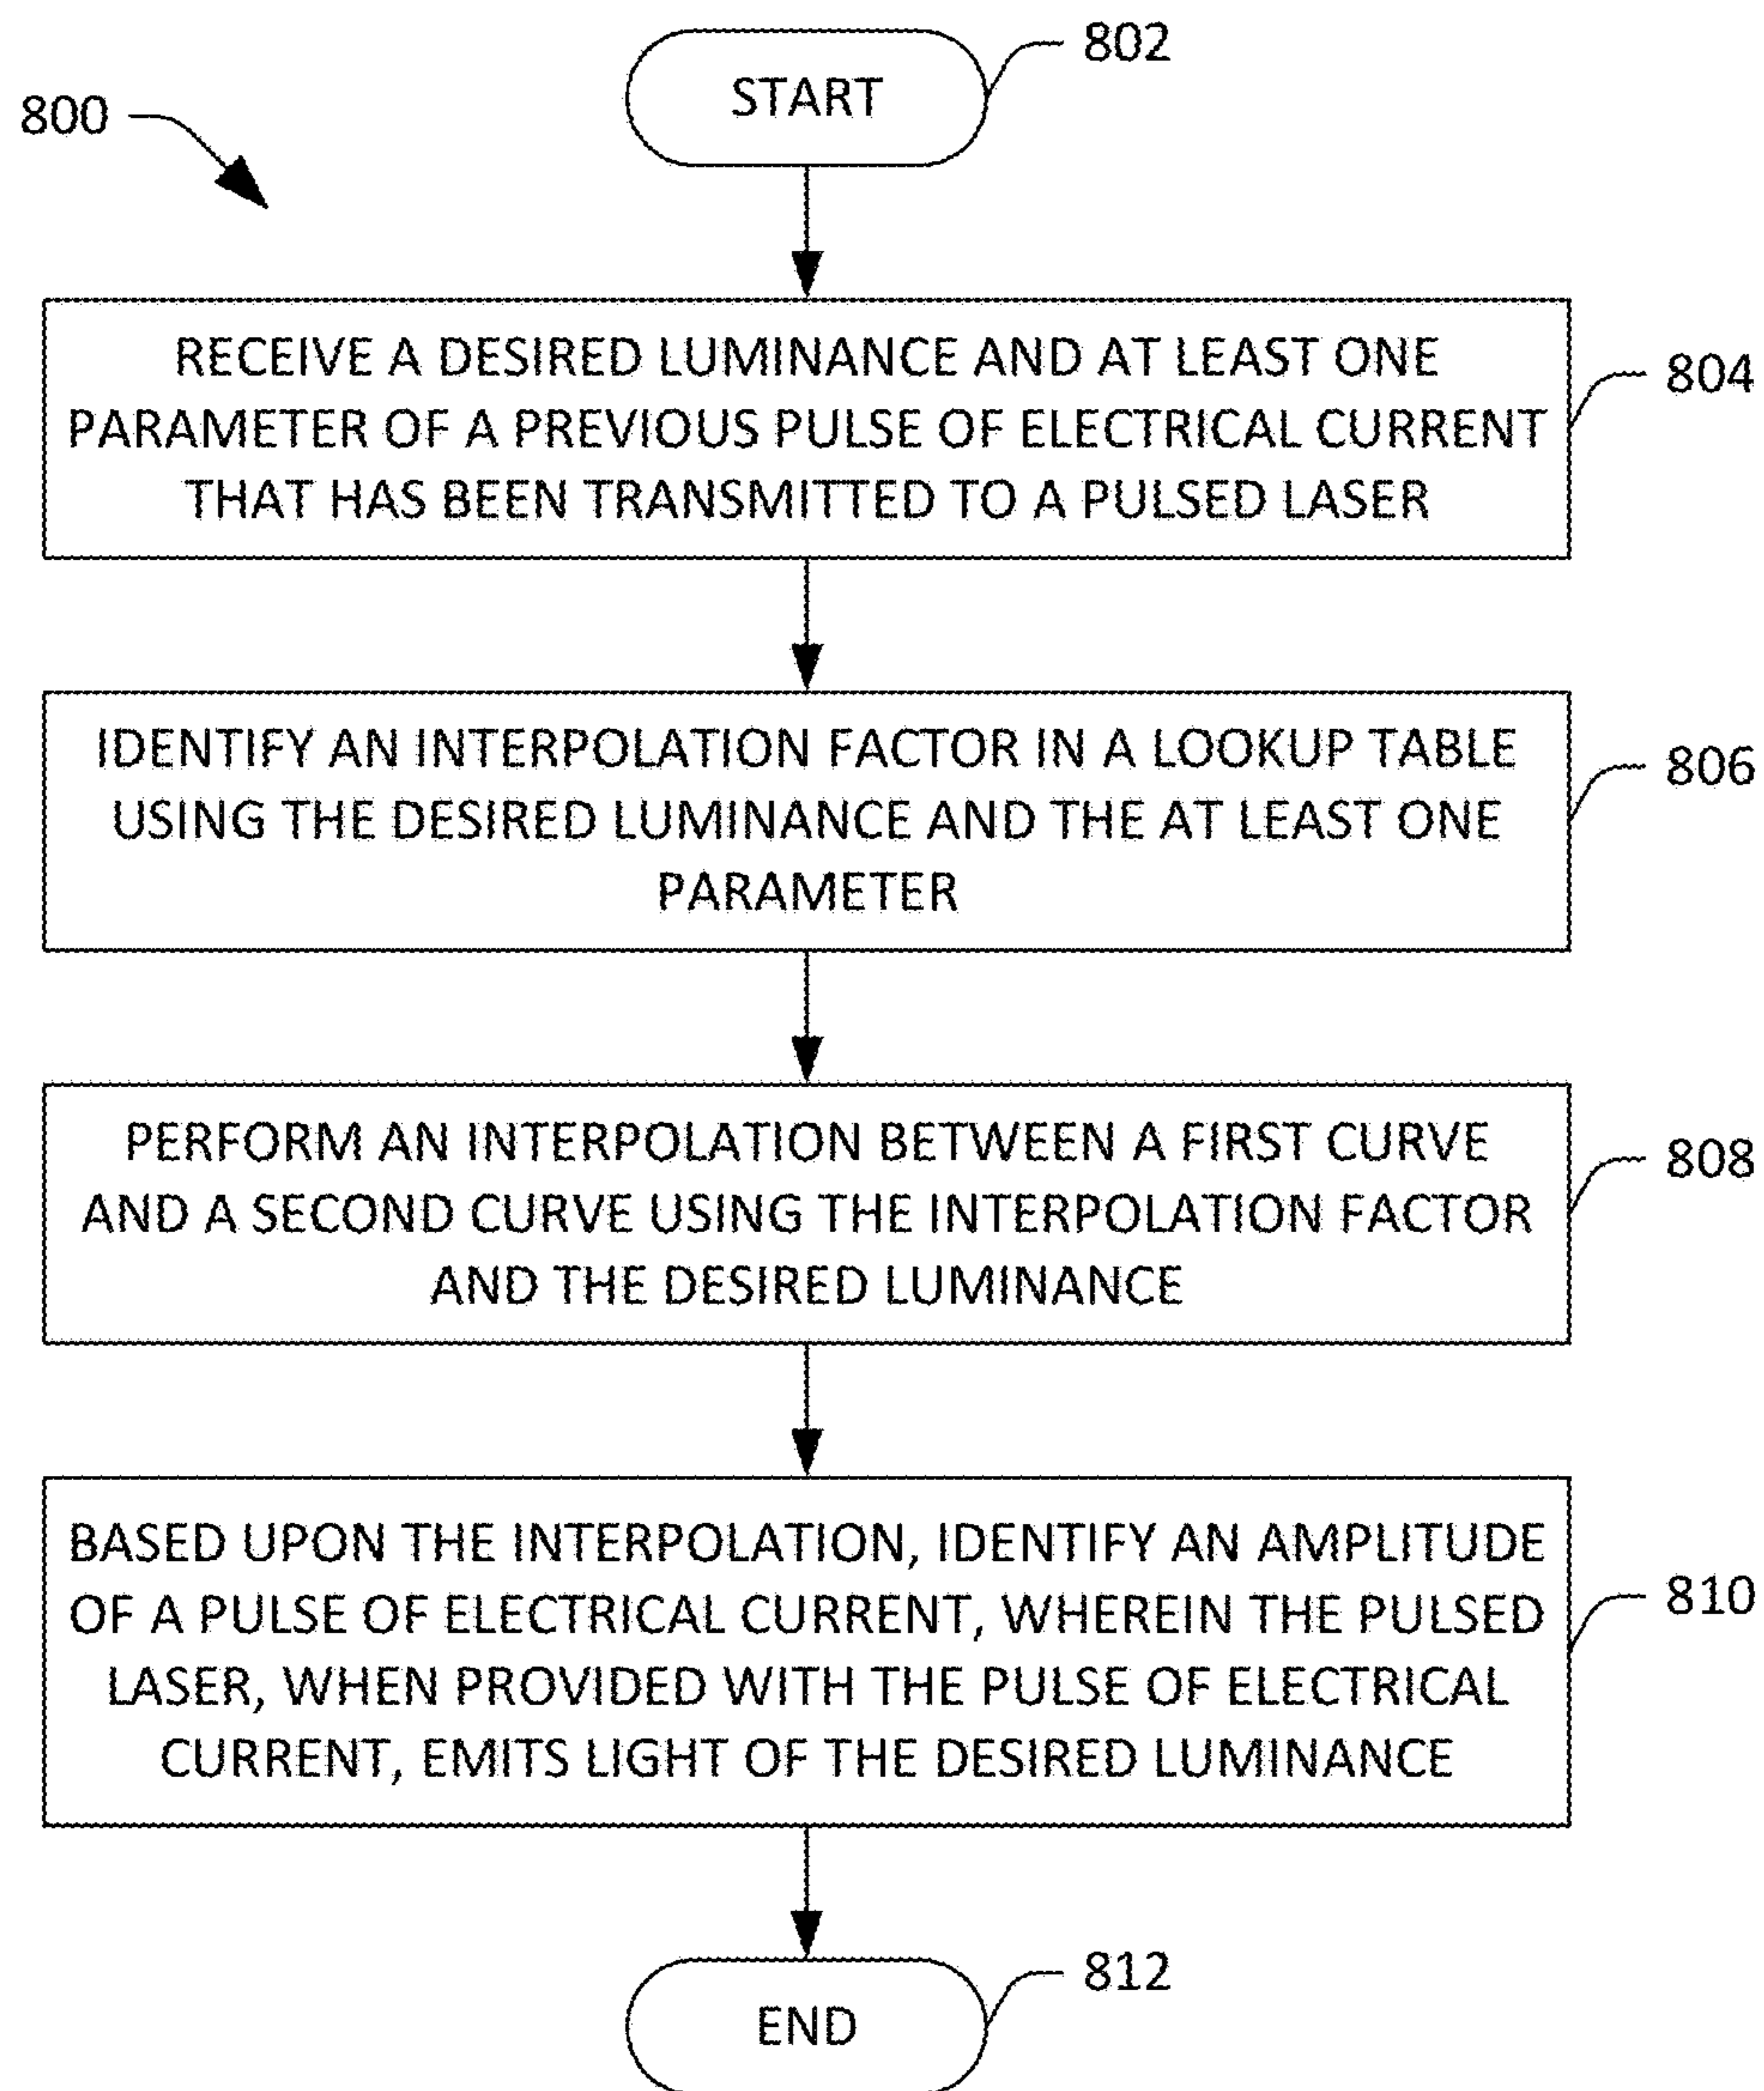 802
START
800
RECEIVE A DESIRED LUMINANCE AND AT LEAST ONE
PARAMETER OF A PREVIOUS PULSE OF ELECTRICAL CURRENT
THAT HAS BEEN TRANSMITTED TO A PULSED LASER
804
IDENTIFY AN INTERPOLATION FACTOR IN A LOOKUP TABLE
USING THE DESIRED LUMINANCE AND THE AT LEAST ONE
PARAMETER
806
PERFORM AN INTERPOLATION BETWEEN A FIRST CURVE
AND A SECOND CURVE USING THE INTERPOLATION FACTOR
AND THE DESIRED LUMINANCE
808
BASED UPON THE INTERPOLATION, IDENTIFY AN AMPLITUDE
OF A PULSE OF ELECTRICAL CURRENT, WHEREIN THE PULSED
LASER, WHEN PROVIDED WITH THE PULSE OF ELECTRICAL
CURRENT, EMITS LIGHT OF THE DESIRED LUMINANCE
810
812
END